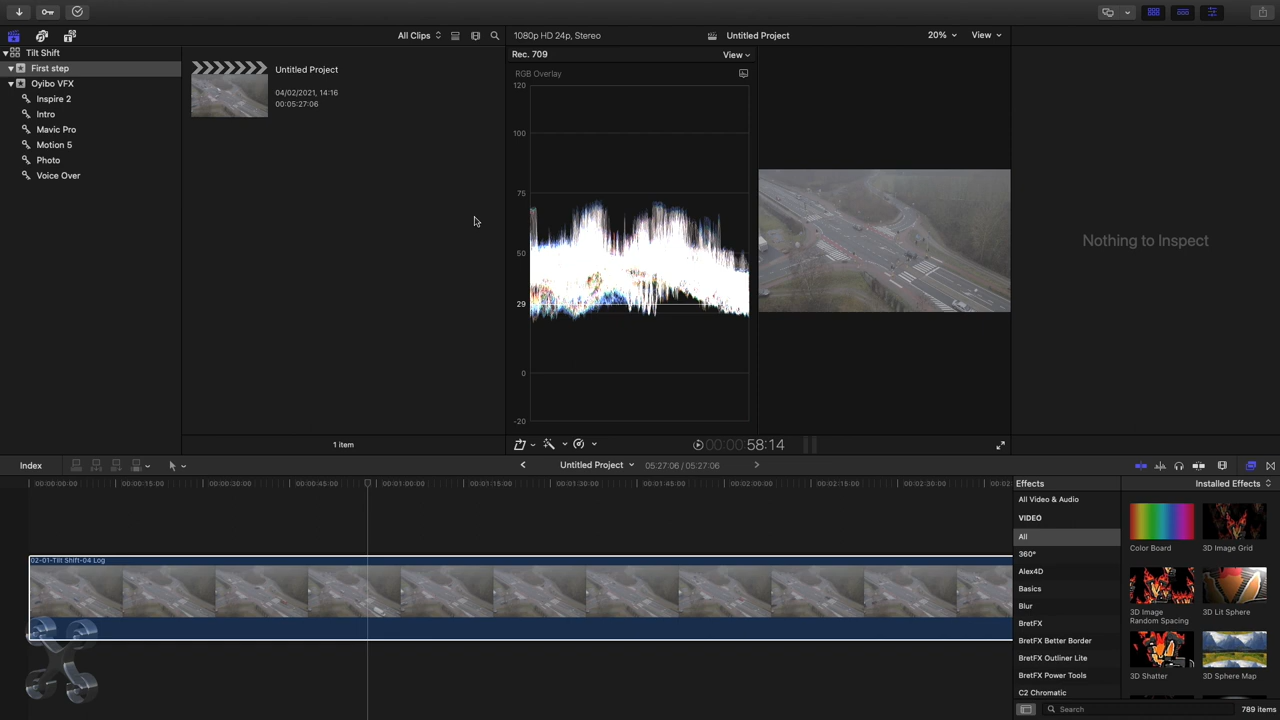 All Clips
1080p HD 24p, Stereo
Untitled Project
20%
View
Tilt Shift
First step
Oyibo VFX
Inspire 2
Intro
Mavic Pro
Motion 5
Photo
Voice Over
Untitled Project
04/02/2021, 14:16
00:05:27:06
1 item
Rec. 709
View
RGB Overlay
120
100
75
50
29
0
-20
Nothing to Inspect
00:00:58:14
Index
Untitled Project
05:27:06 / 05:27:06
00:00:00:00
00:00:15:00
00:00:30:00
00:00:45:00
00:01:00:00
00:01:15:00
00:01:30:00
00:01:45:00
00:02:00:00
00:02:15:00
00:02:30:00
02-01-Tilt Shift-04 Log
Effects
Installed Effects
All Video & Audio
VIDEO
All
360°
Alex4D
Basics
Blur
BretFX
BretFX Better Border
BretFX Outliner Lite
BretFX Power Tools
C2 Chromatic
Color Board
3D Image Grid
3D Image
Random Spacing
3D Lit Sphere
3D Shatter
3D Sphere Map
Search
789 items